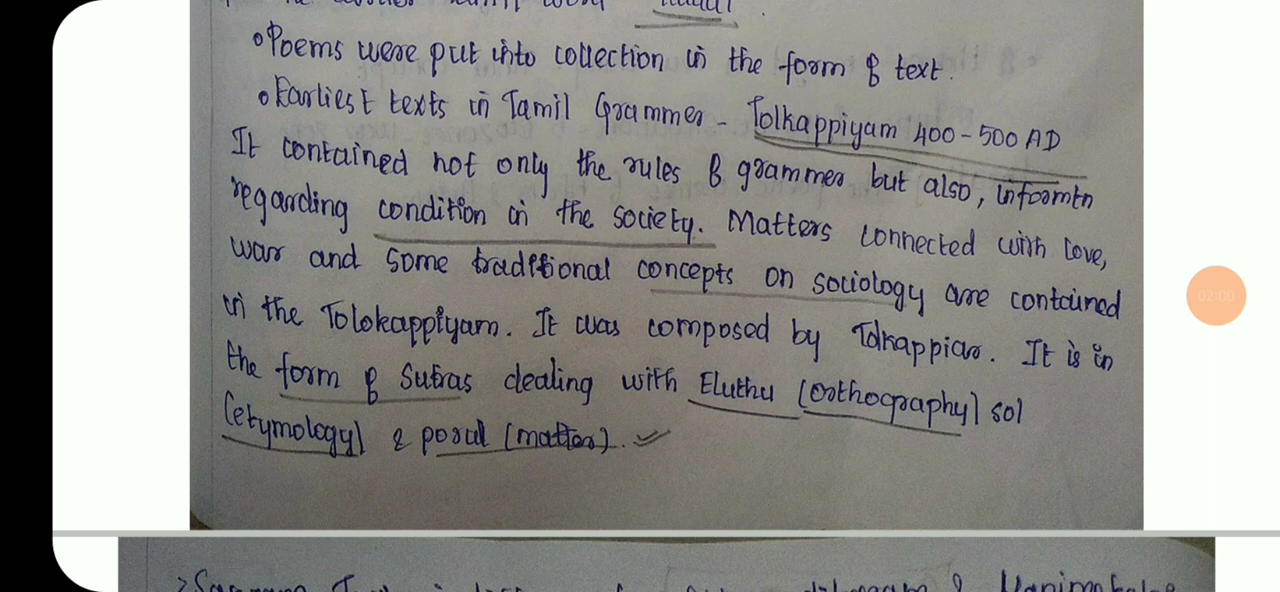 •Poems were put into collection in the form of text.
•Earliest texts in Tamil Grammer - Tolkappiyam 400-500 AD
It contained not only the rules of grammer but also, informtn
regarding condition in the society. Matters connected with love,
war and some traditional concepts on sociology are contained
in the Tolokappiyam. It was composed by Tolkappiar. It is in
the form of Sutras dealing with Eluthu (Orthography) sol
(etymology) & porul (matter).
02:00
& Manimekalai